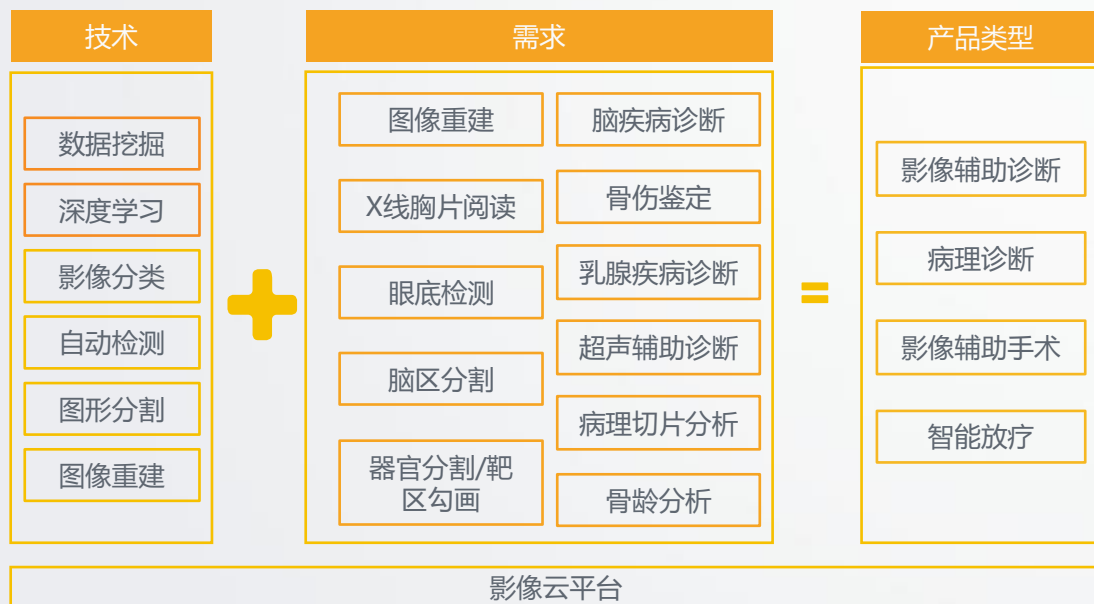 技术
数据挖掘
深度学习
影像分类
自动检测
图形分割
图像重建
需求
图像重建
X线胸片阅读
眼底检测
脑区分割
器官分割/靶
区勾画
脑疾病诊断
骨伤鉴定
乳腺疾病诊断
超声辅助诊断
病理切片分析
骨龄分析
=
产品类型
影像辅助诊断
病理诊断
影像辅助手术
智能放疗
影像云平台